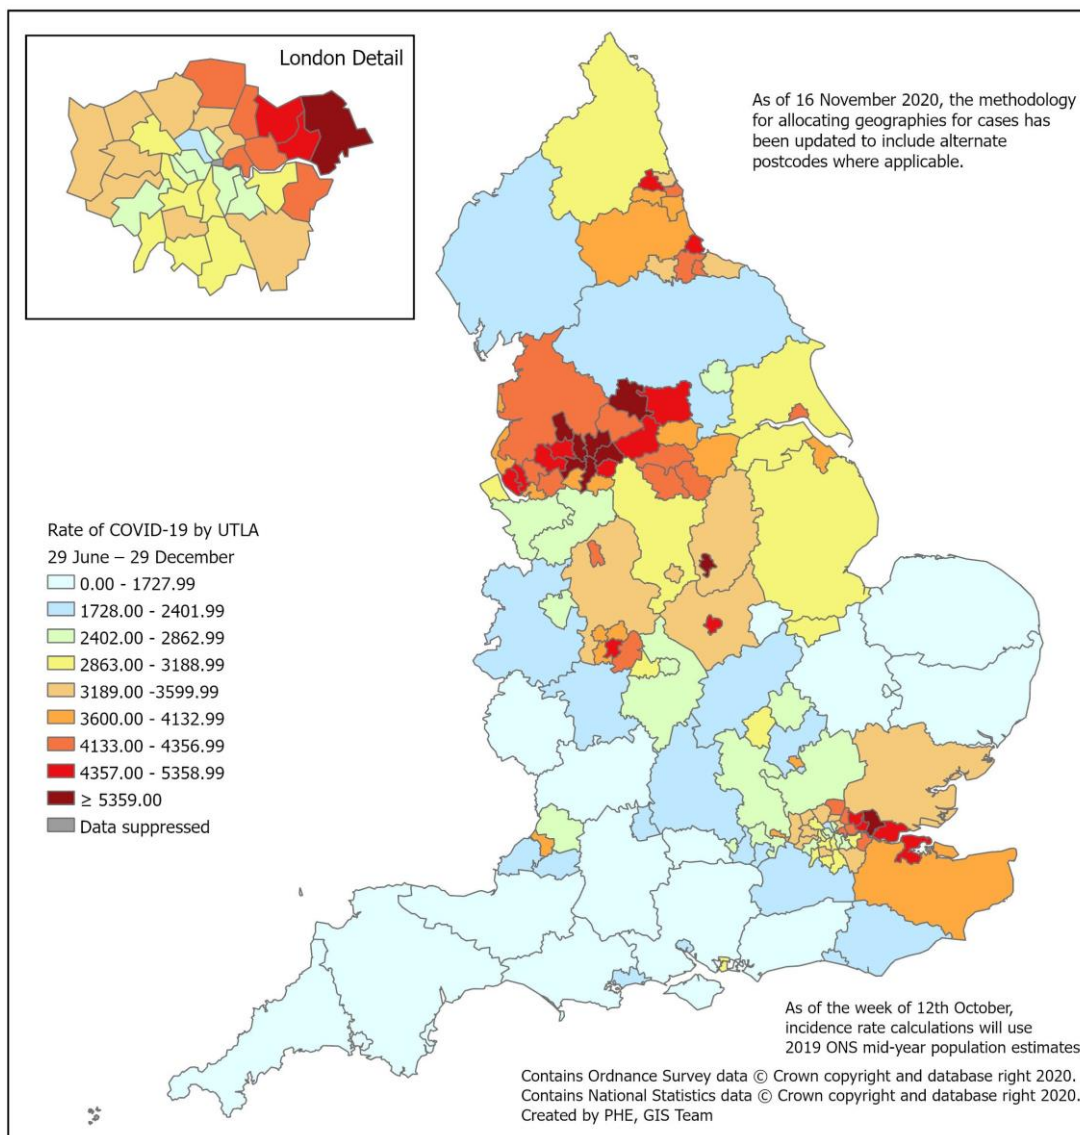 London Detail
As of 16 November 2020, the methodology
for allocating geographies for cases has
been updated to include alternate
postcodes where applicable.
Rate of COVID-19 by UTLA
29 June – 29 December
0.00 - 1727.99
1728.00 - 2401.99
2402.00 - 2862.99
2863.00 - 3188.99
3189.00 -3599.99
3600.00 - 4132.99
4133.00 - 4356.99
4357.00 - 5358.99
≥ 5359.00
Data suppressed
As of the week of 12th October,
incidence rate calculations will use
2019 ONS mid-year population estimates
Contains Ordnance Survey data © Crown copyright and database right 2020.
Contains National Statistics data © Crown copyright and database right 2020.
Created by PHE, GIS Team